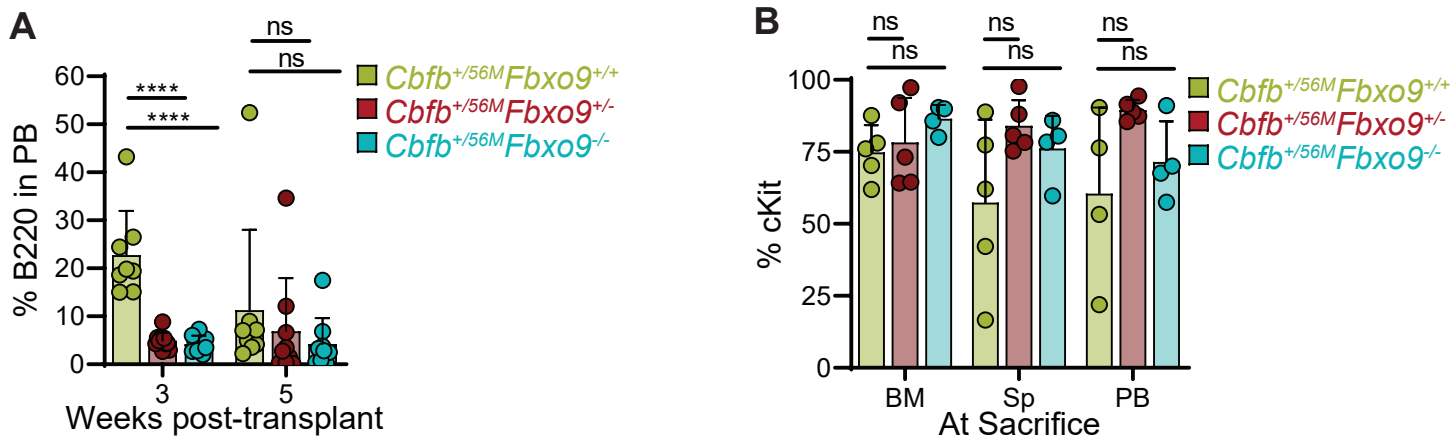 A
ns
ns
60
50
40
30
20
10
0
% B220 in PB
****
****
3
5
Weeks post-transplant
Cbfb+/56MFbxo9+/+
Cbfb+/56MFbxo9+/-
Cbfb+/56MFbxo9-/-
B
ns
ns
ns
ns
ns
ns
100
75
50
25
0
% cKit
BM
Sp
PB
At Sacrifice
Cbfb+/56MFbxo9+/+
Cbfb+/56MFbxo9+/-
Cbfb+/56MFbxo9-/-